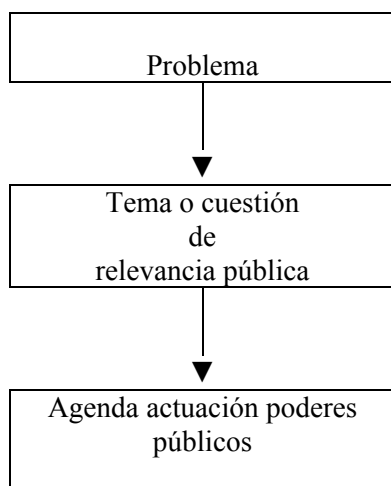 Problema
Tema o cuestión
de
relevancia pública
Agenda actuación poderes
públicos